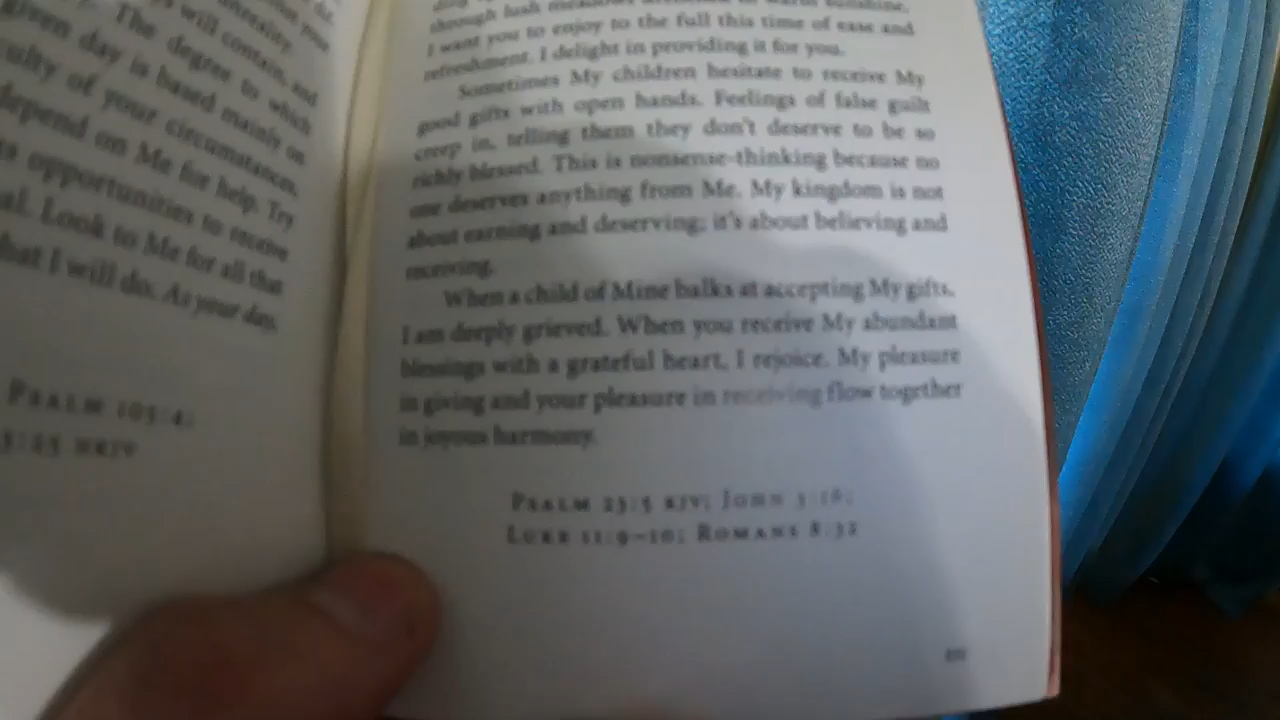 will contain, and
The degree to which
given day is based mainly on
of your circumstances.
depend on Me for help. Try
opportunities to receive
Look to Me for all that
that I will do. As your day,
PSALM 105:4;
NKJV
through lush meadows
I want you to enjoy to the full this time of ease and
refreshment. I delight in providing it for you.
Sometimes My children hesitate to receive My
good gifts with open hands. Feelings of false guilt
creep in, telling them they don't deserve to be so
richly blessed. This is nonsense-thinking because no
one deserves anything from Me. My kingdom is not
about earning and deserving; it's about believing and
receiving.
When a child of Mine balks at accepting My gifts,
I am deeply grieved. When you receive My abundant
blessings with a grateful heart, I rejoice. My pleasure
in giving and your pleasure in receiving flow together
in joyous harmony.
PSALM 23:5 KJV; JOHN 3:16;
LUKE 11:9–10; ROMANS 8:32